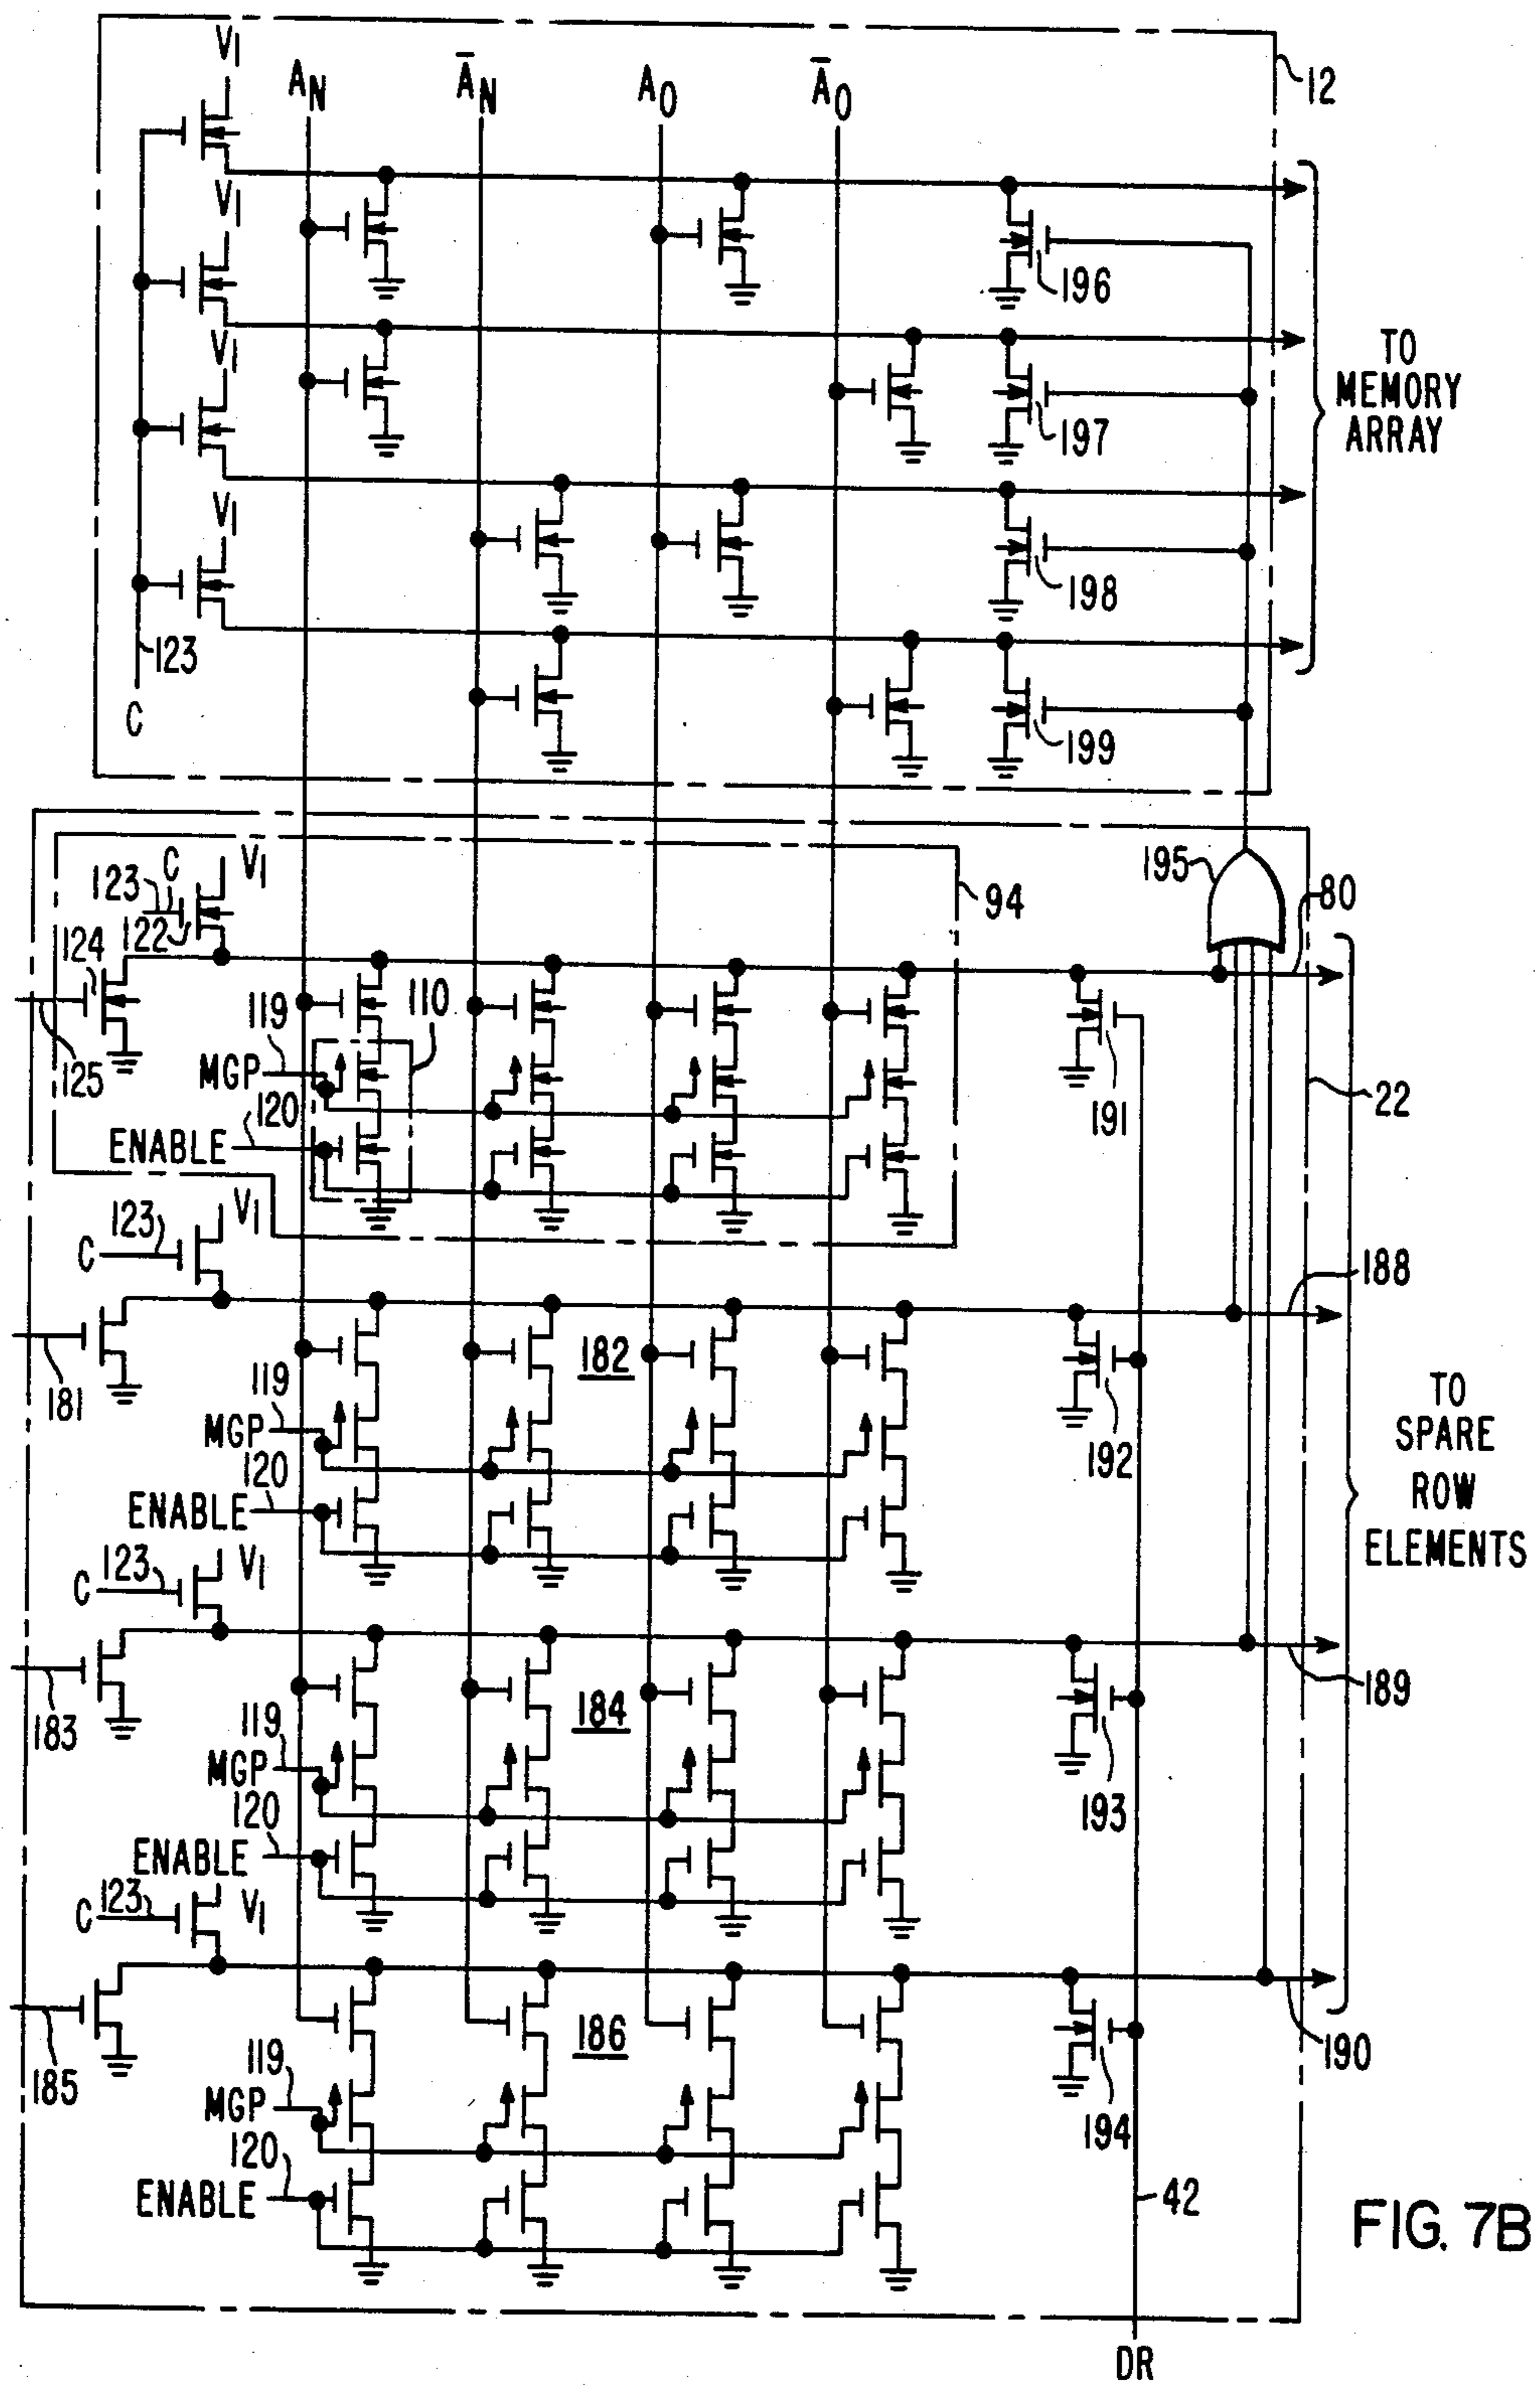 V1
AN
A̅N
A0
A̅0
12
V1
196
V1
197
TO
MEMORY
ARRAY
V1
198
123
C
199
195
80
C
V1
123
122
94
124
119
110
MGP
125
120
191
22
ENABLE
V1
123
C
188
182
119
181
MGP
192
120
ENABLE
TO
SPARE
ROW
ELEMENTS
123
V1
C
189
184
183
119
MGP
193
120
ENABLE
123
V1
C
186
190
119
185
MGP
194
120
ENABLE
42
FIG. 7B
DR